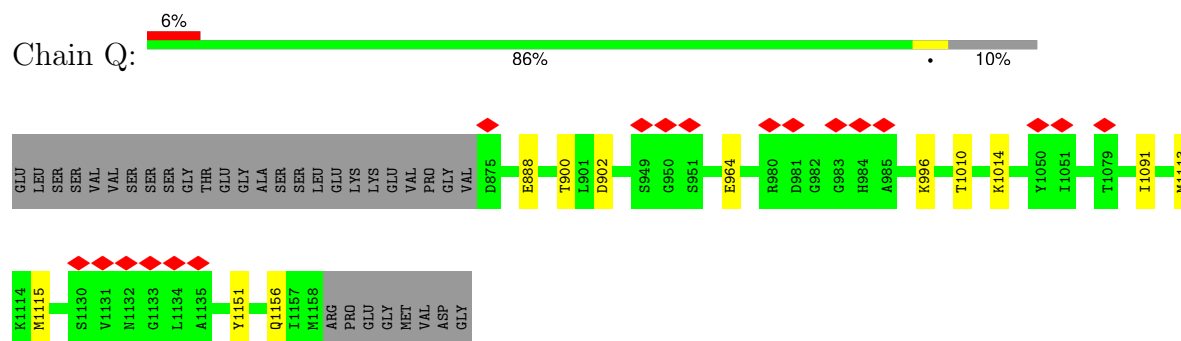 6%
Chain Q:
86% • 10%
GLU LEU SER SER VAL VAL SER SER SER GLY THR GLU GLY ALA SER SER LEU GLU LYS LYS GLU VAL PRO GLY VAL D875 E888 T900 L901 D902 S949 G950 S951 E964 R980 D981 G982 G983 H984 A985 K996 T1010 K1014 Y1050 I1051 T1079 I1091
K1114 M1115 S1130 V1131 N1132 G1133 L1134 A1135 Y1151 Q1156 I1157 M1158 ARG PRO GLU GLY MET VAL ASP GLY